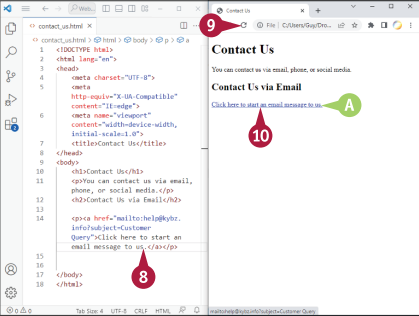 contact_us.html
contact_us.html > html > body > p > a
1 <!DOCTYPE html>
2 <html lang="en">
3 <head>
4 <meta charset="UTF-8">
5 <meta
http-equiv="X-UA-Compatible"
content="IE=edge">
6 <meta name="viewport"
content="width=device-width,
initial-scale=1.0">
7 <title>Contact Us</title>
8 </head>
9 <body>
10 <h1>Contact Us</h1>
11 <p>You can contact us via email,
phone, or social media.</p>
12 <h2>Contact Us via Email</h2>
13
14 <p><a href="mailto:help@kybz.
info?subject=Customer
Query">Click here to start an
email message to us.</a></p>
15
16
17 </body>
18 </html>
8
2
0 0
Tab Size: 4 UTF-8 CRLF HTML
Contact Us
9
File C:/Users/Guy/Dro...
Contact Us
You can contact us via email, phone, or social media.
Contact Us via Email
Click here to start an email message to us.
A
10
mailto:help@kybz.info?subject=Customer Query